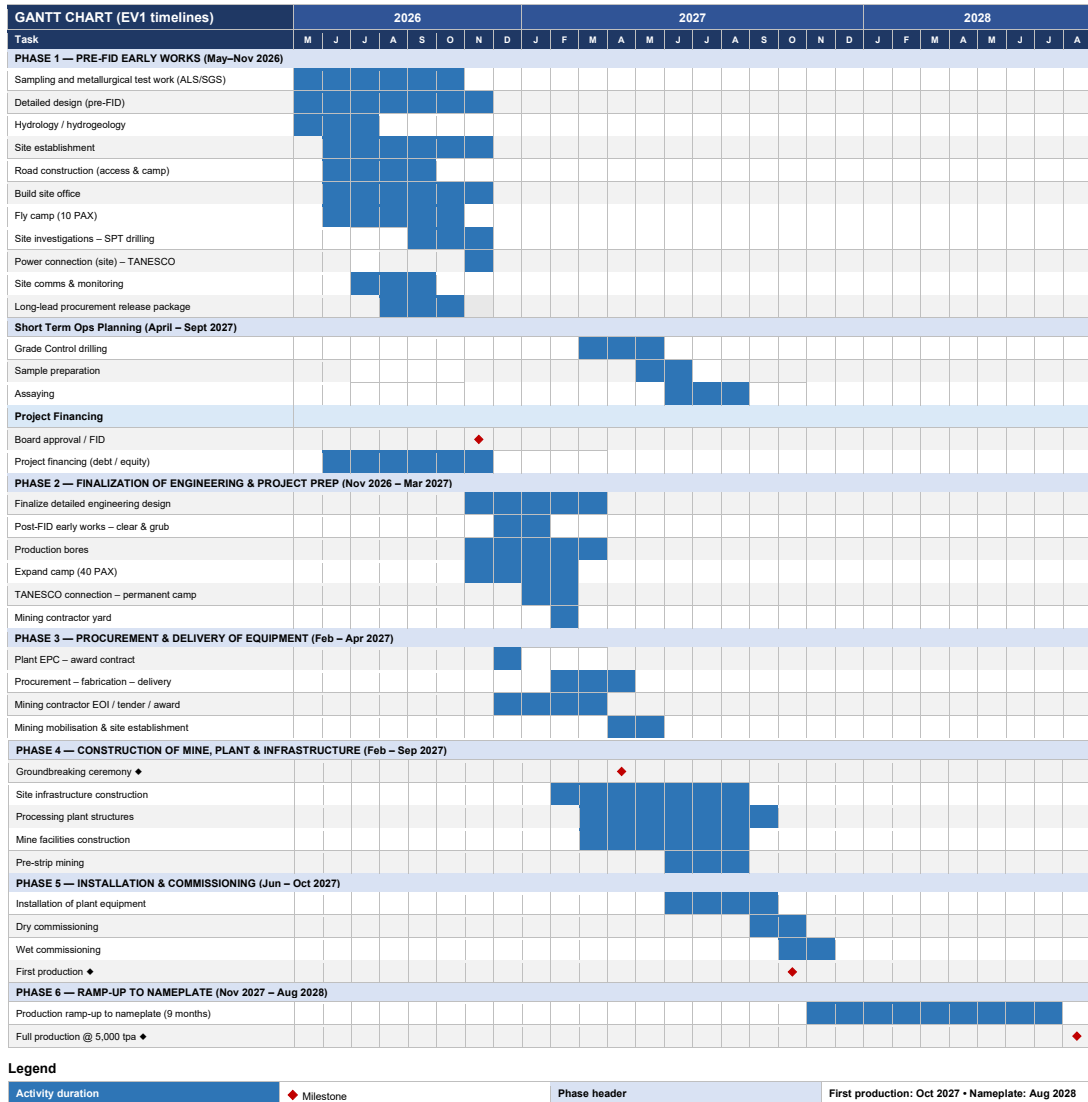 GANTT CHART (EV1 timelines) 2026 2027 2028
Task M J J A S O N D J F M A M J J A S O N D J F M A M J J A
PHASE 1 — PRE-FID EARLY WORKS (May–Nov 2026)
Sampling and metallurgical test work (ALS/SGS)
Detailed design (pre-FID)
Hydrology / hydrogeology
Site establishment
Road construction (access & camp)
Build site office
Fly camp (10 PAX)
Site investigations – SPT drilling
Power connection (site) – TANESCO
Site comms & monitoring
Long-lead procurement release package
Short Term Ops Planning (April – Sept 2027)
Grade Control drilling
Sample preparation
Assaying
Project Financing
Board approval / FID
Project financing (debt / equity)
PHASE 2 — FINALIZATION OF ENGINEERING & PROJECT PREP (Nov 2026 – Mar 2027)
Finalize detailed engineering design
Post-FID early works – clear & grub
Production bores
Expand camp (40 PAX)
TANESCO connection – permanent camp
Mining contractor yard
PHASE 3 — PROCUREMENT & DELIVERY OF EQUIPMENT (Feb – Apr 2027)
Plant EPC – award contract
Procurement – fabrication – delivery
Mining contractor EOI / tender / award
Mining mobilisation & site establishment
PHASE 4 — CONSTRUCTION OF MINE, PLANT & INFRASTRUCTURE (Feb – Sep 2027)
Groundbreaking ceremony ◆
Site infrastructure construction
Processing plant structures
Mine facilities construction
Pre-strip mining
PHASE 5 — INSTALLATION & COMMISSIONING (Jun – Oct 2027)
Installation of plant equipment
Dry commissioning
Wet commissioning
First production ◆
PHASE 6 — RAMP-UP TO NAMEPLATE (Nov 2027 – Aug 2028)
Production ramp-up to nameplate (9 months)
Full production @ 5,000 tpa ◆
Legend
Activity duration ◆ Milestone Phase header First production: Oct 2027 • Nameplate: Aug 2028